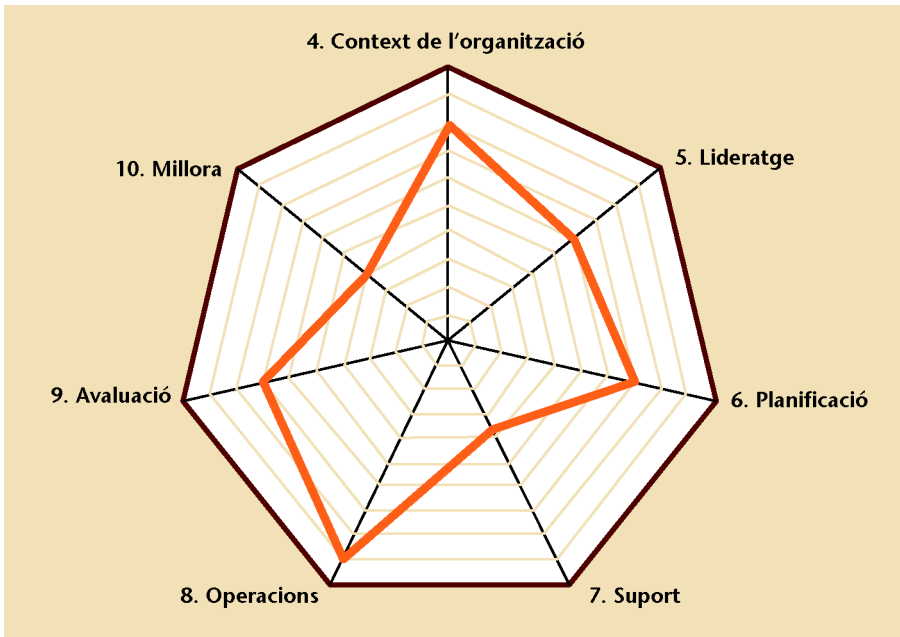 4. Context de l’organització
5. Lideratge
6. Planificació
7. Suport
8. Operacions
9. Avaluació
10. Millora